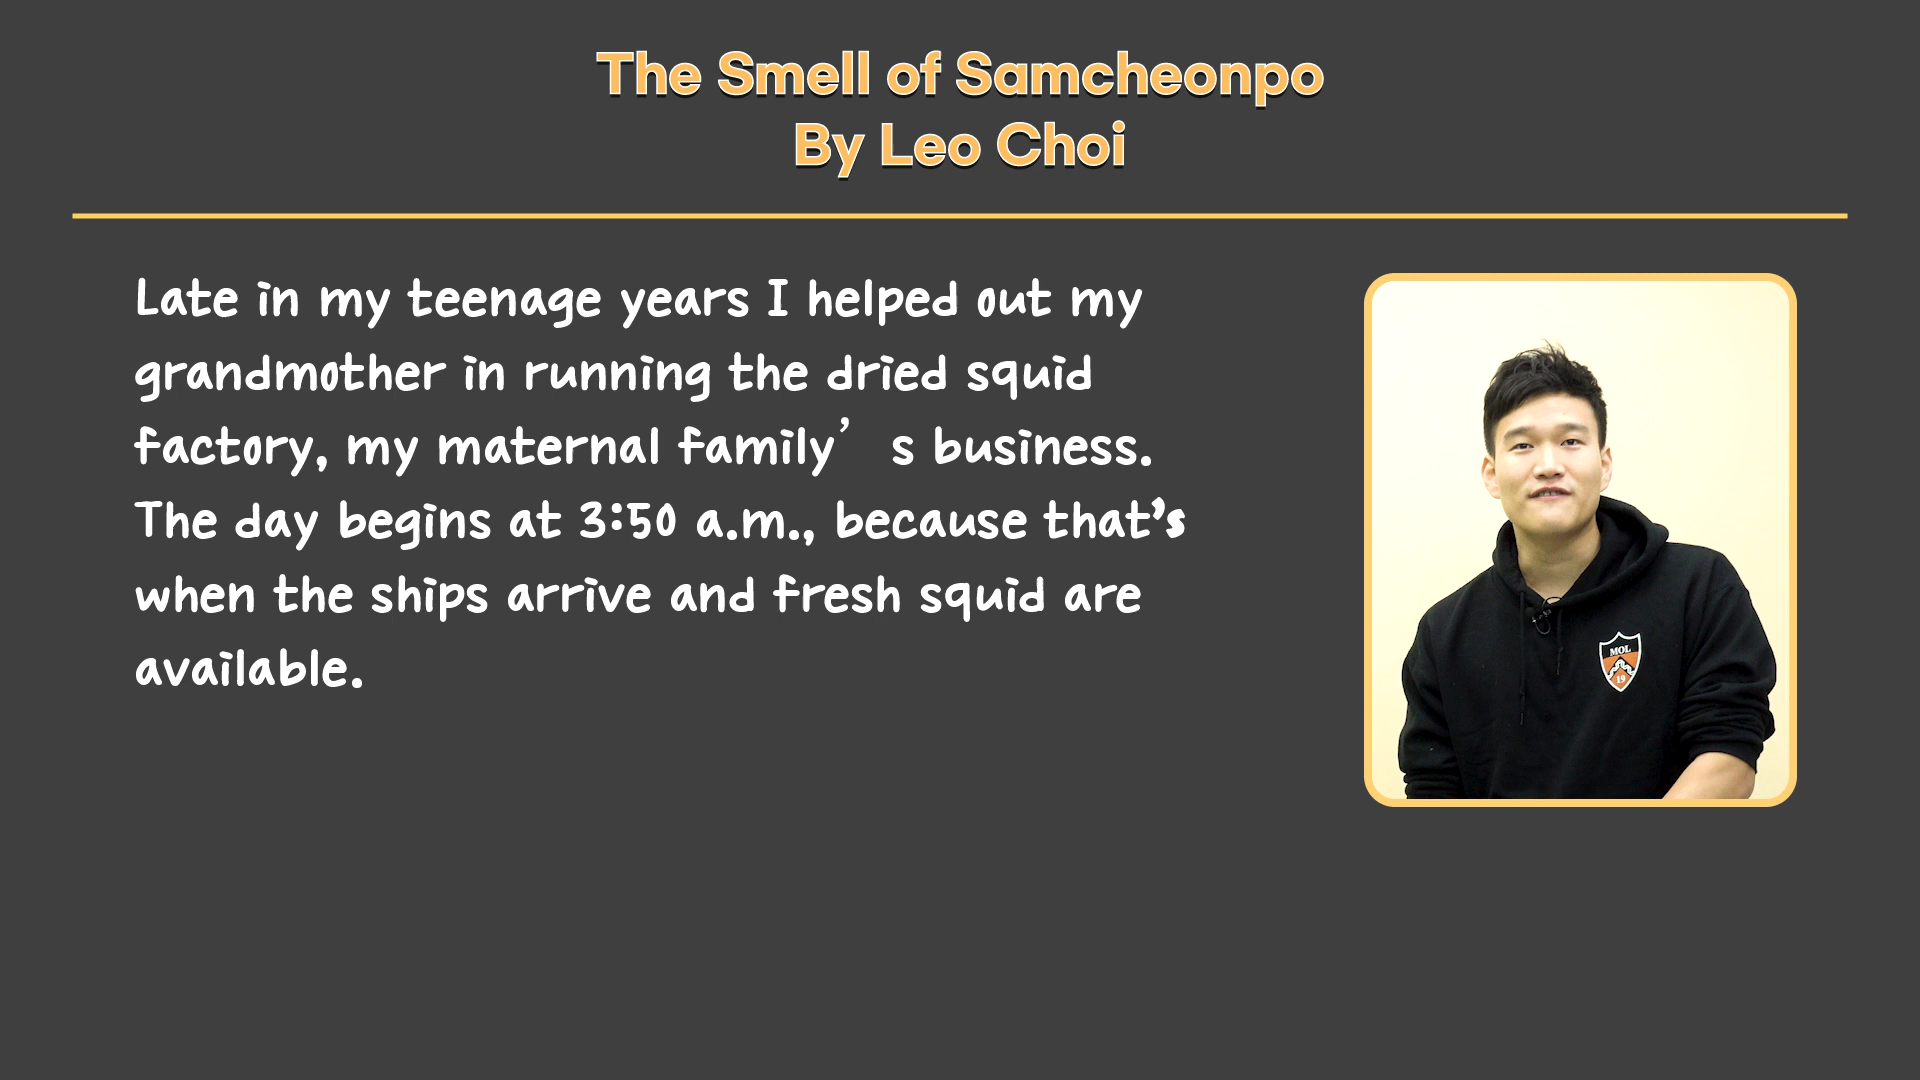 The Smell of Samcheonpo
By Leo Choi
Late in my teenage years I helped out my
grandmother in running the dried squid
factory, my maternal family’ s business.
The day begins at 3:50 a.m., because that’s
when the ships arrive and fresh squid are
available.
MOL
19